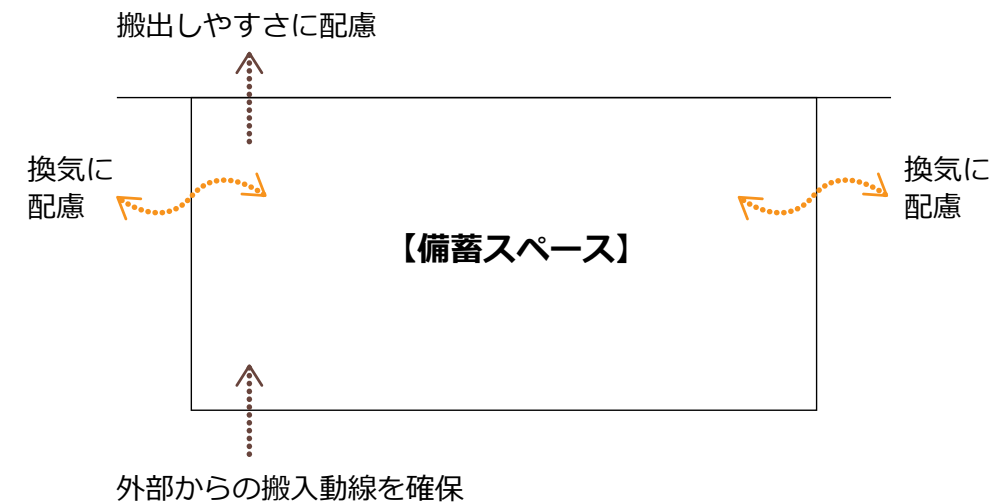 搬出しやすさに配慮
換気に
配慮
換気に
配慮
【備蓄スペース】
外部からの搬入動線を確保